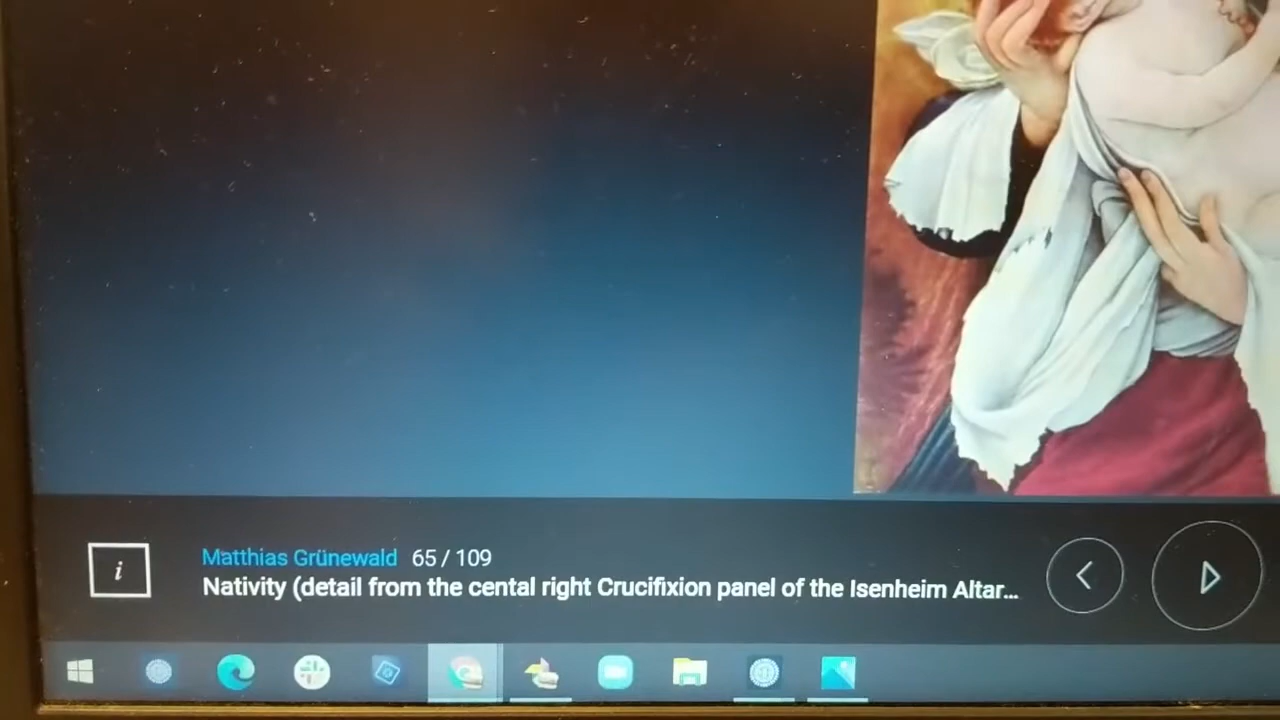 i
Matthias Grünewald 65 / 109
Nativity (detail from the cental right Crucifixion panel of the Isenheim Altar...